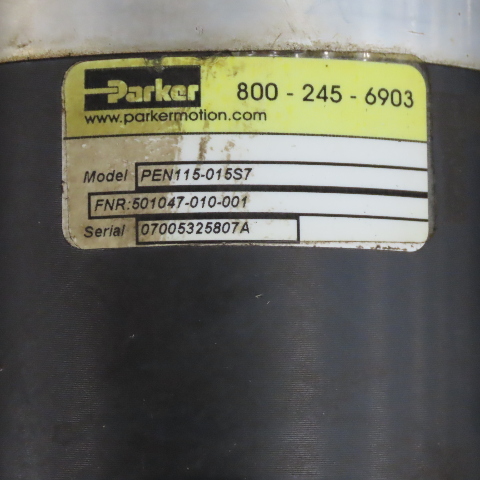 Parker 800 - 245 - 6903
www.parkermotion.com
Model PEN115-015S7
FNR:501047-010-001
Serial 07005325807A